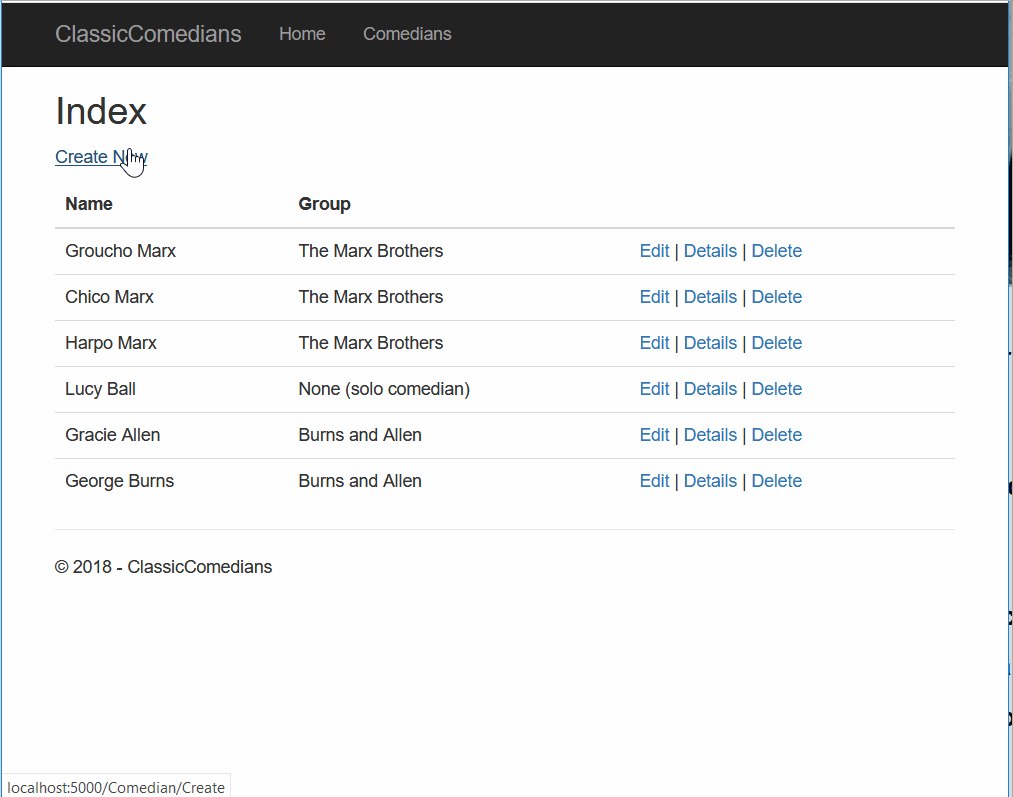 ClassicComedians Home Comedians
Index
Create New
Name Group
Groucho Marx The Marx Brothers Edit | Details | Delete
Chico Marx The Marx Brothers Edit | Details | Delete
Harpo Marx The Marx Brothers Edit | Details | Delete
Lucy Ball None (solo comedian) Edit | Details | Delete
Gracie Allen Burns and Allen Edit | Details | Delete
George Burns Burns and Allen Edit | Details | Delete
© 2018 - ClassicComedians
localhost:5000/Comedian/Create